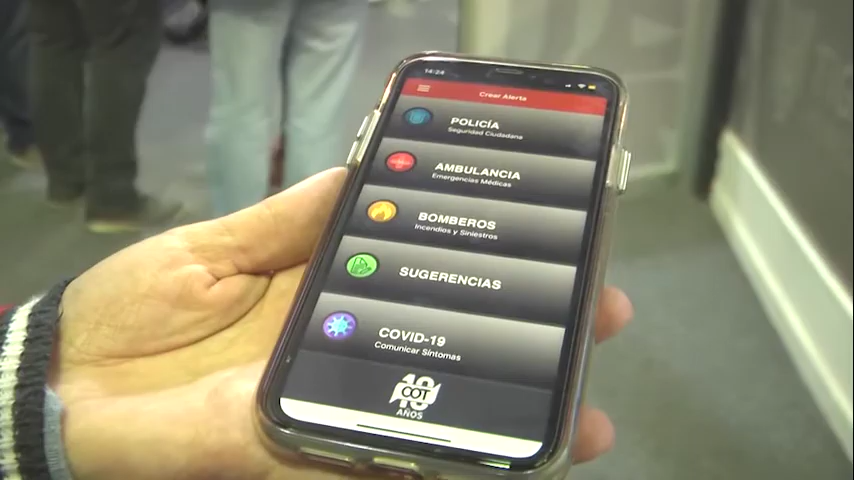 14:24
Crear Alerta
POLICÍA
Seguridad Ciudadana
AMBULANCIA
Emergencias Médicas
BOMBEROS
Incendios y Siniestros
SUGERENCIAS
COVID-19
Comunicar Síntomas
10
COT
AÑOS